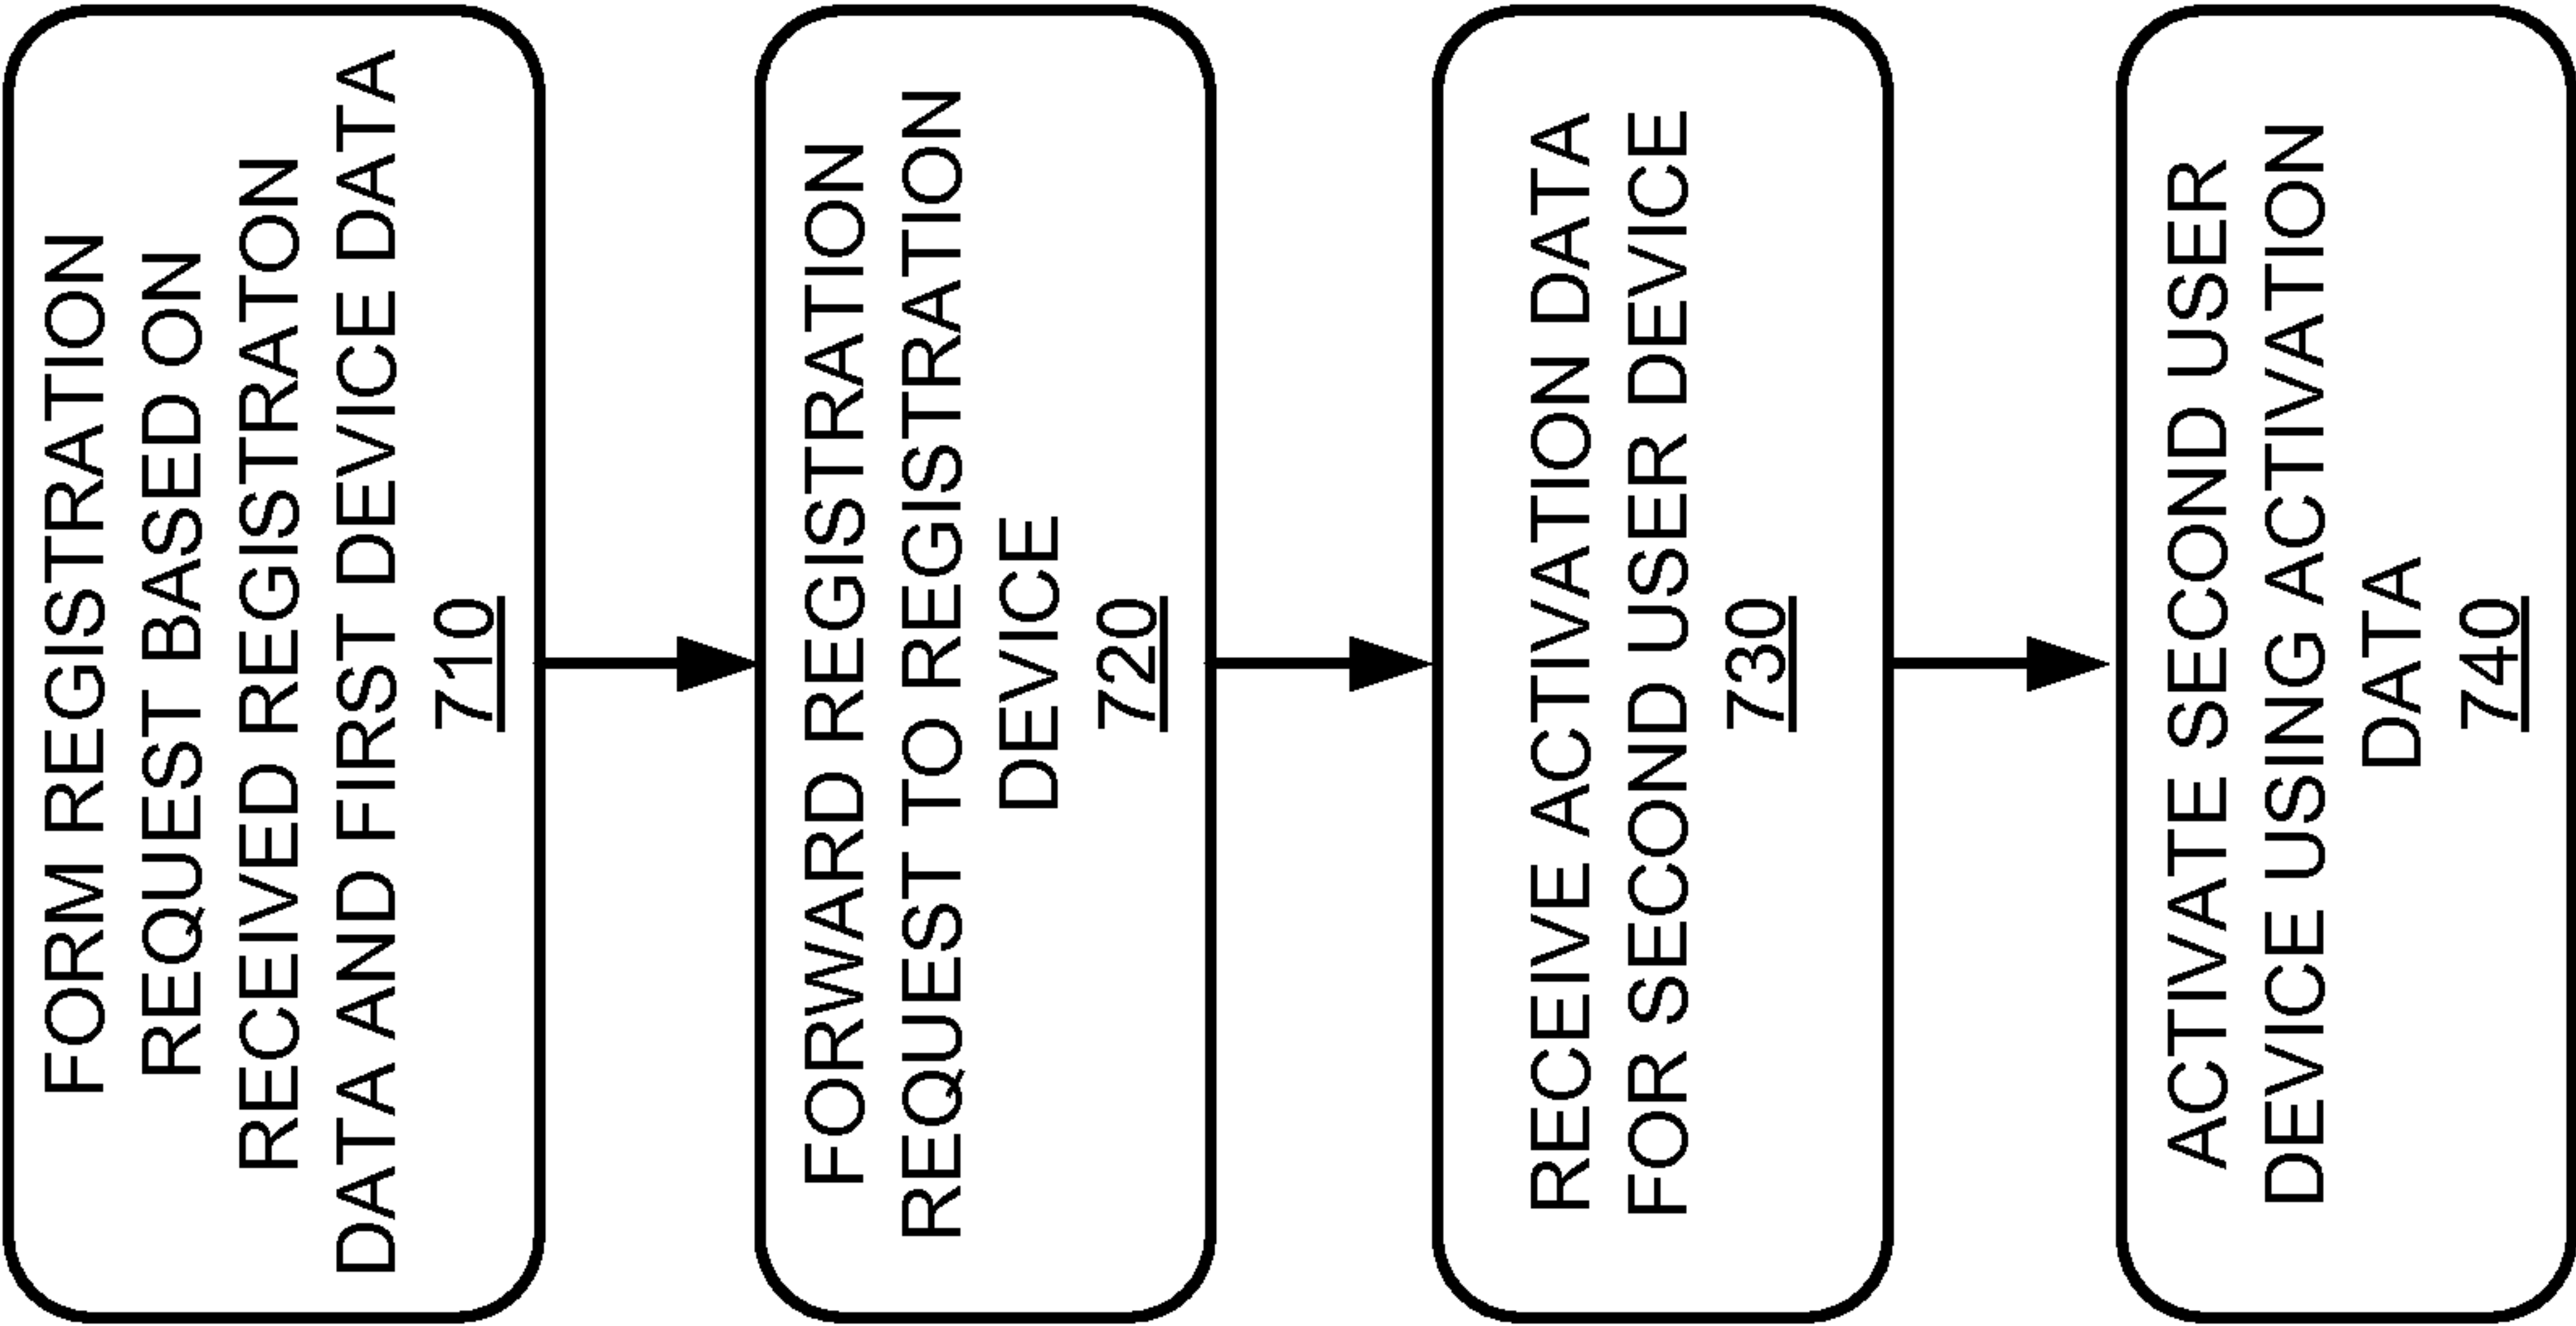 FORM REGISTRATION
REQUEST BASED ON
RECEIVED REGISTRATON
DATA AND FIRST DEVICE DATA
710
FORWARD REGISTRATION
REQUEST TO REGISTRATION
DEVICE
720
RECEIVE ACTIVATION DATA
FOR SECOND USER DEVICE
730
ACTIVATE SECOND USER
DEVICE USING ACTIVATION
DATA
740